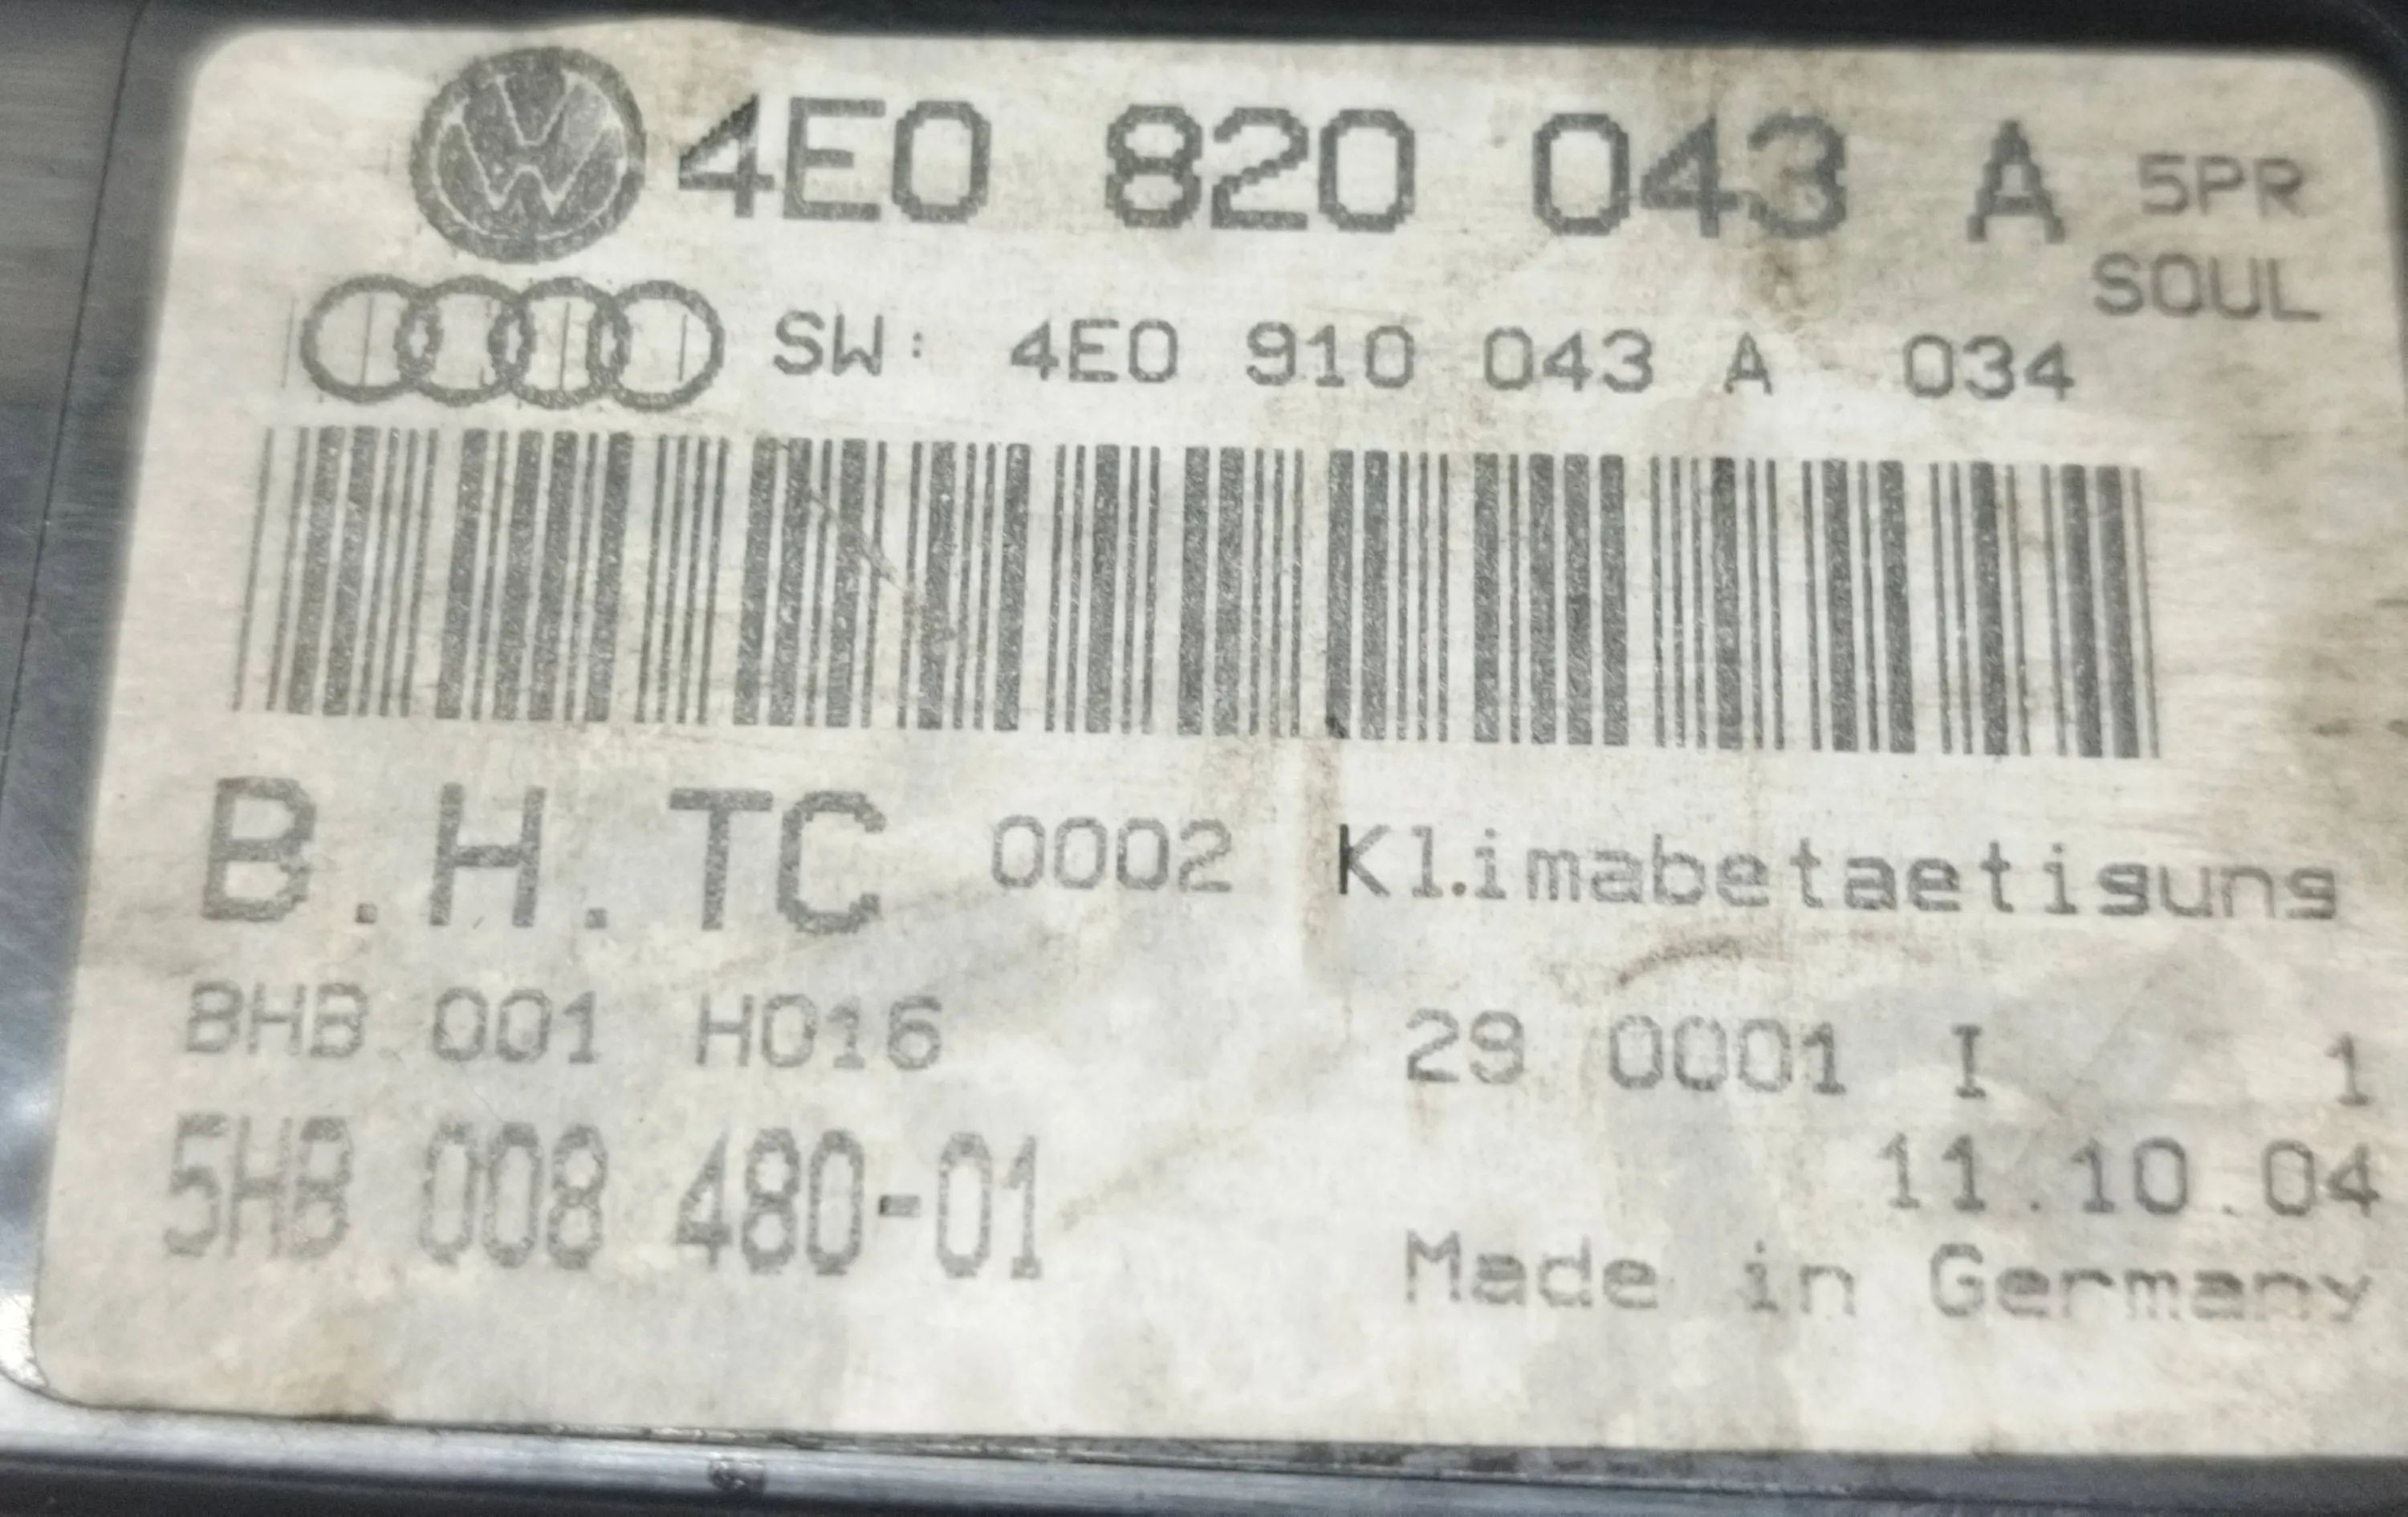 4E0 820 043 A 5PR
SOUL
SW: 4E0 910 043 A 034
B.H.TC 0002 Klimabetaetigung
BHB 001 H016 29 0001 I 1
5HB 008 480-01 11.10.04
Made in Germany